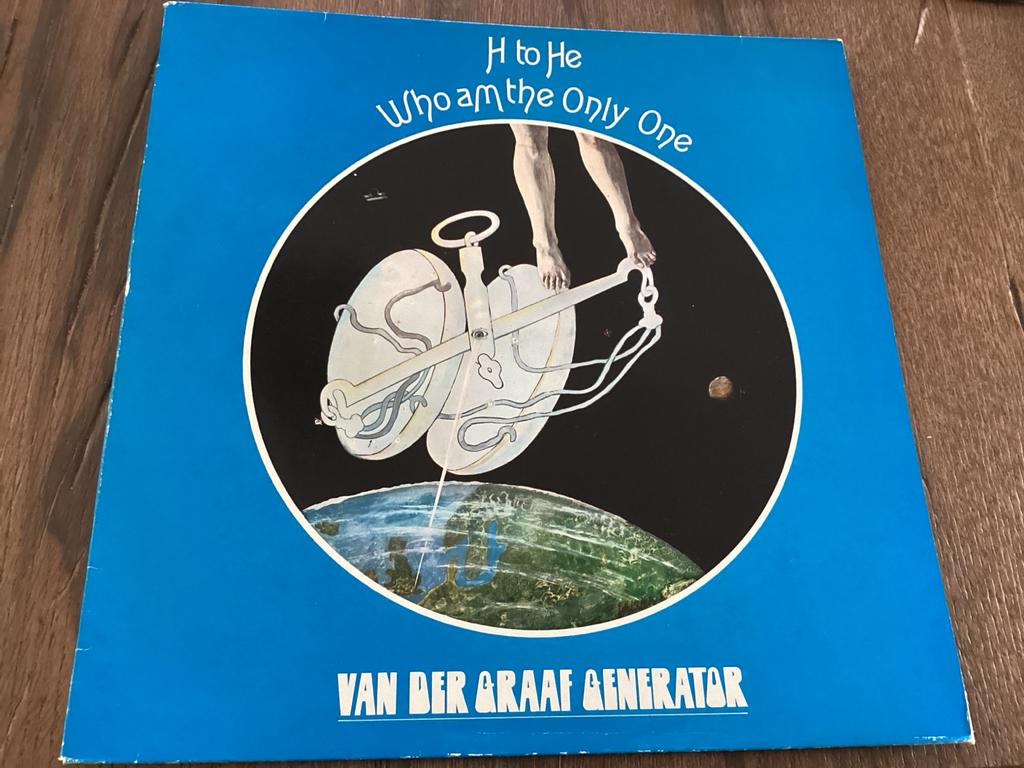 H to He
Who am the Only One
VAN DER GRAAF GENERATOR